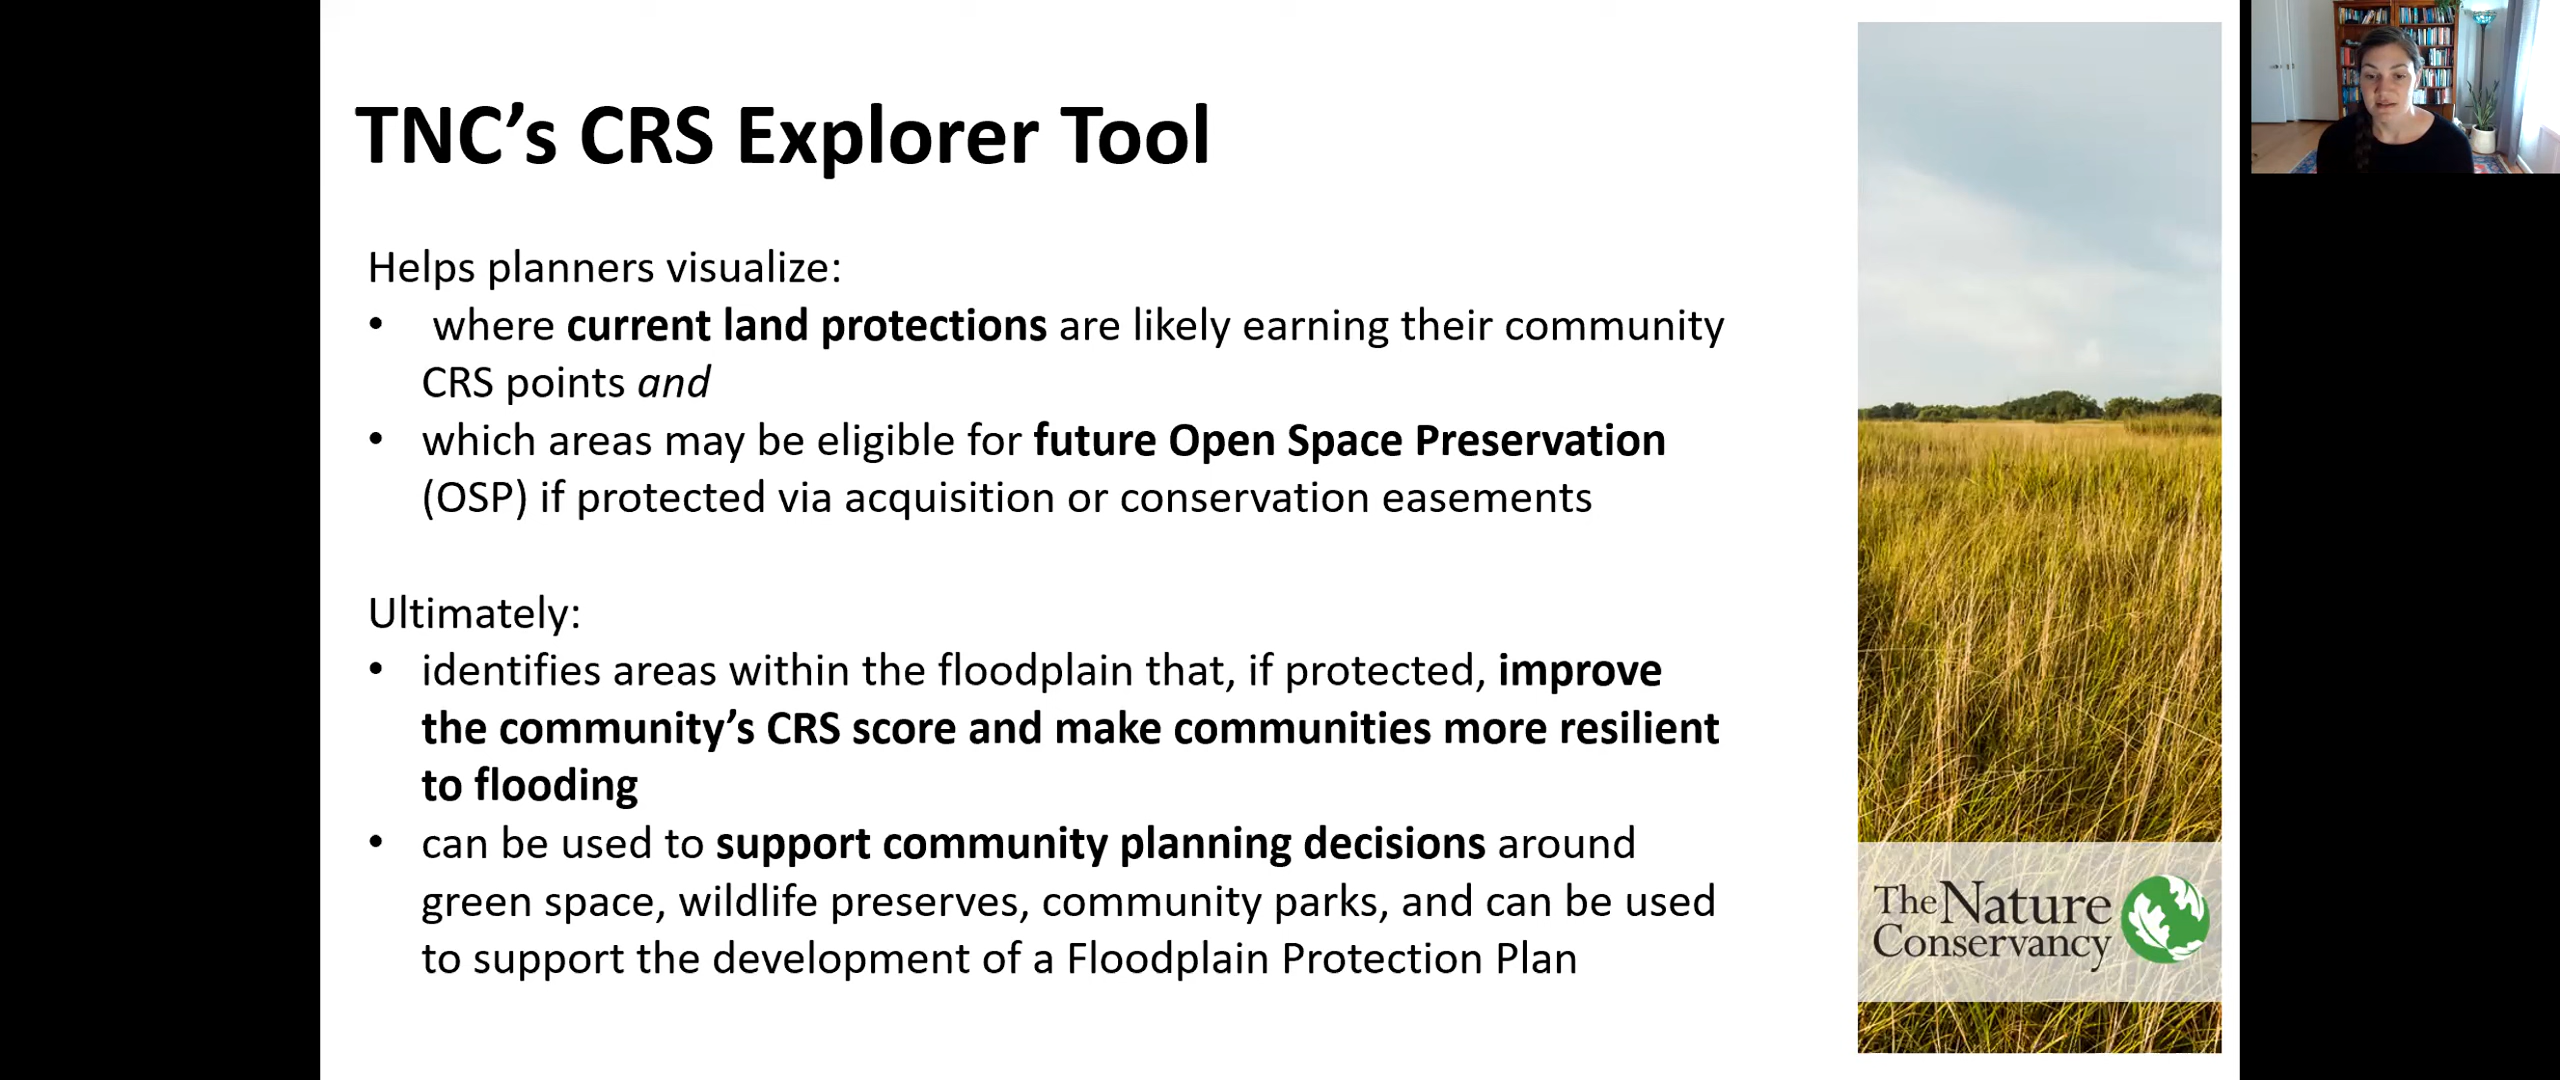 TNC’s CRS Explorer Tool
Helps planners visualize:
• where current land protections are likely earning their community
CRS points and
• which areas may be eligible for future Open Space Preservation
(OSP) if protected via acquisition or conservation easements
Ultimately:
• identifies areas within the floodplain that, if protected, improve
the community’s CRS score and make communities more resilient
to flooding
• can be used to support community planning decisions around
green space, wildlife preserves, community parks, and can be used
to support the development of a Floodplain Protection Plan
The Nature
Conservancy